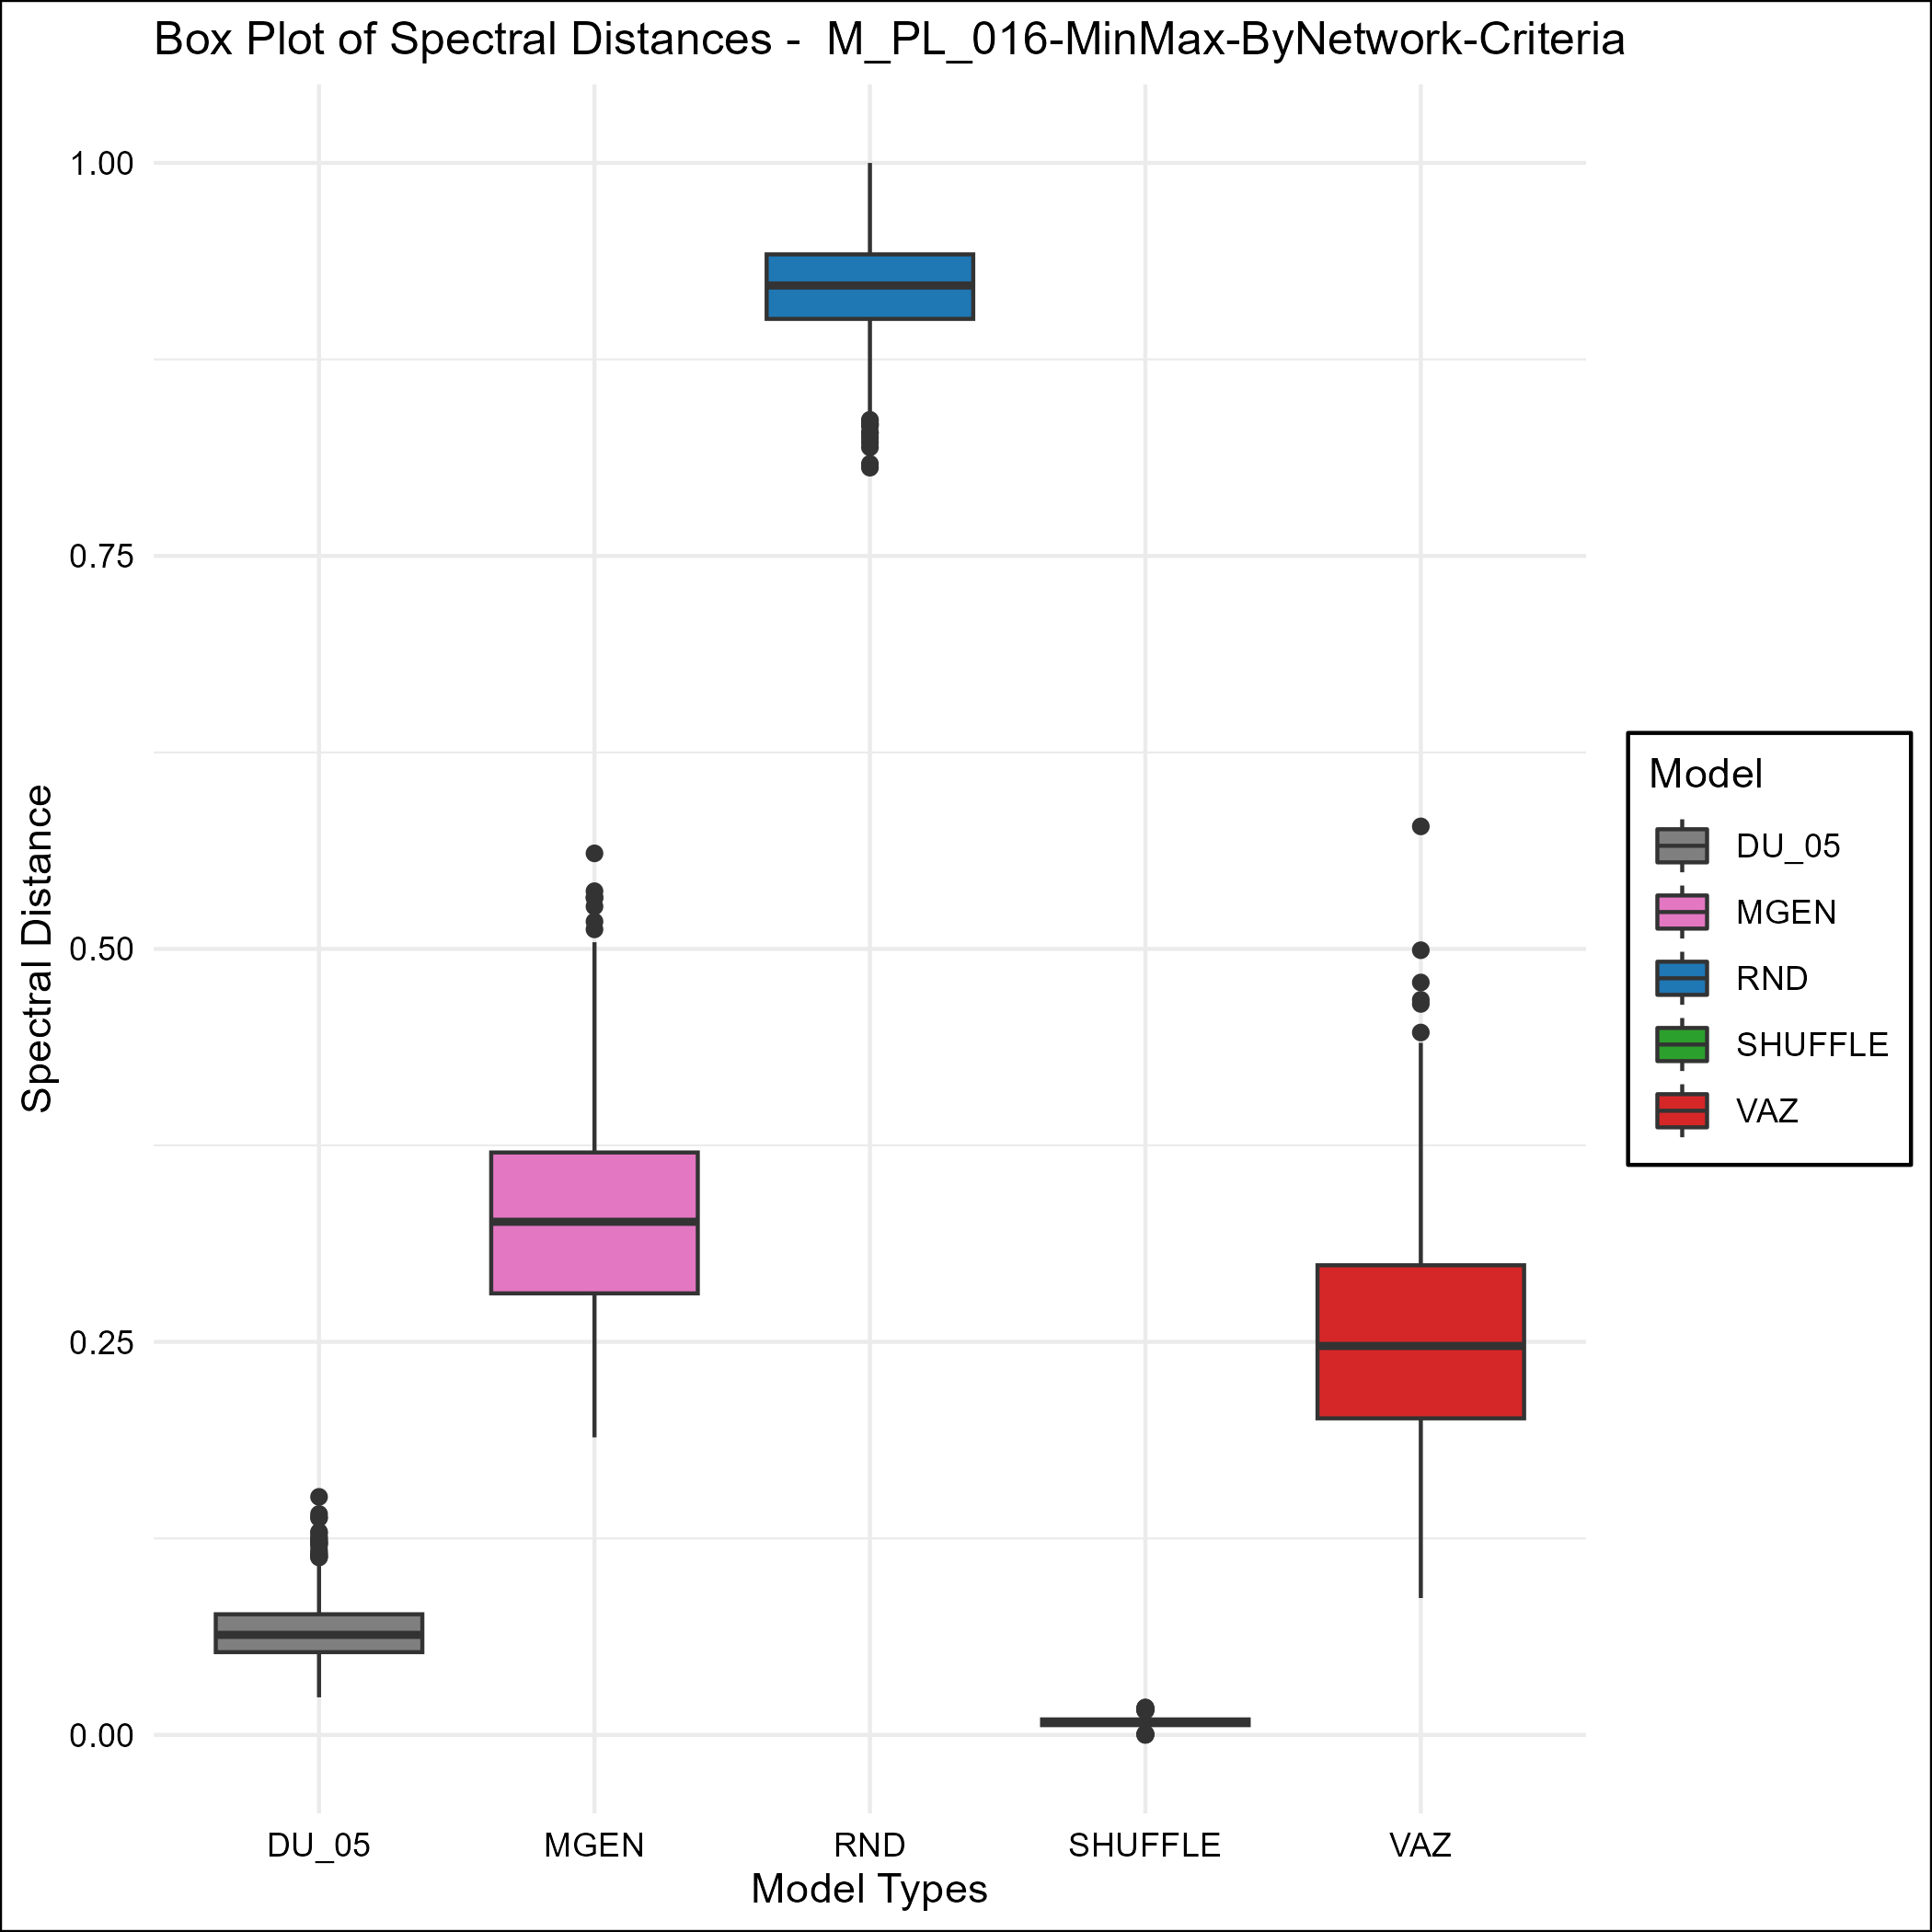 Box Plot of Spectral Distances -  M_PL_016-MinMax-ByNetwork-Criteria
Spectral Distance
1.00
0.75
0.50
0.25
0.00
DU_05
MGEN
RND
SHUFFLE
VAZ
Model Types
Model
DU_05
MGEN
RND
SHUFFLE
VAZ